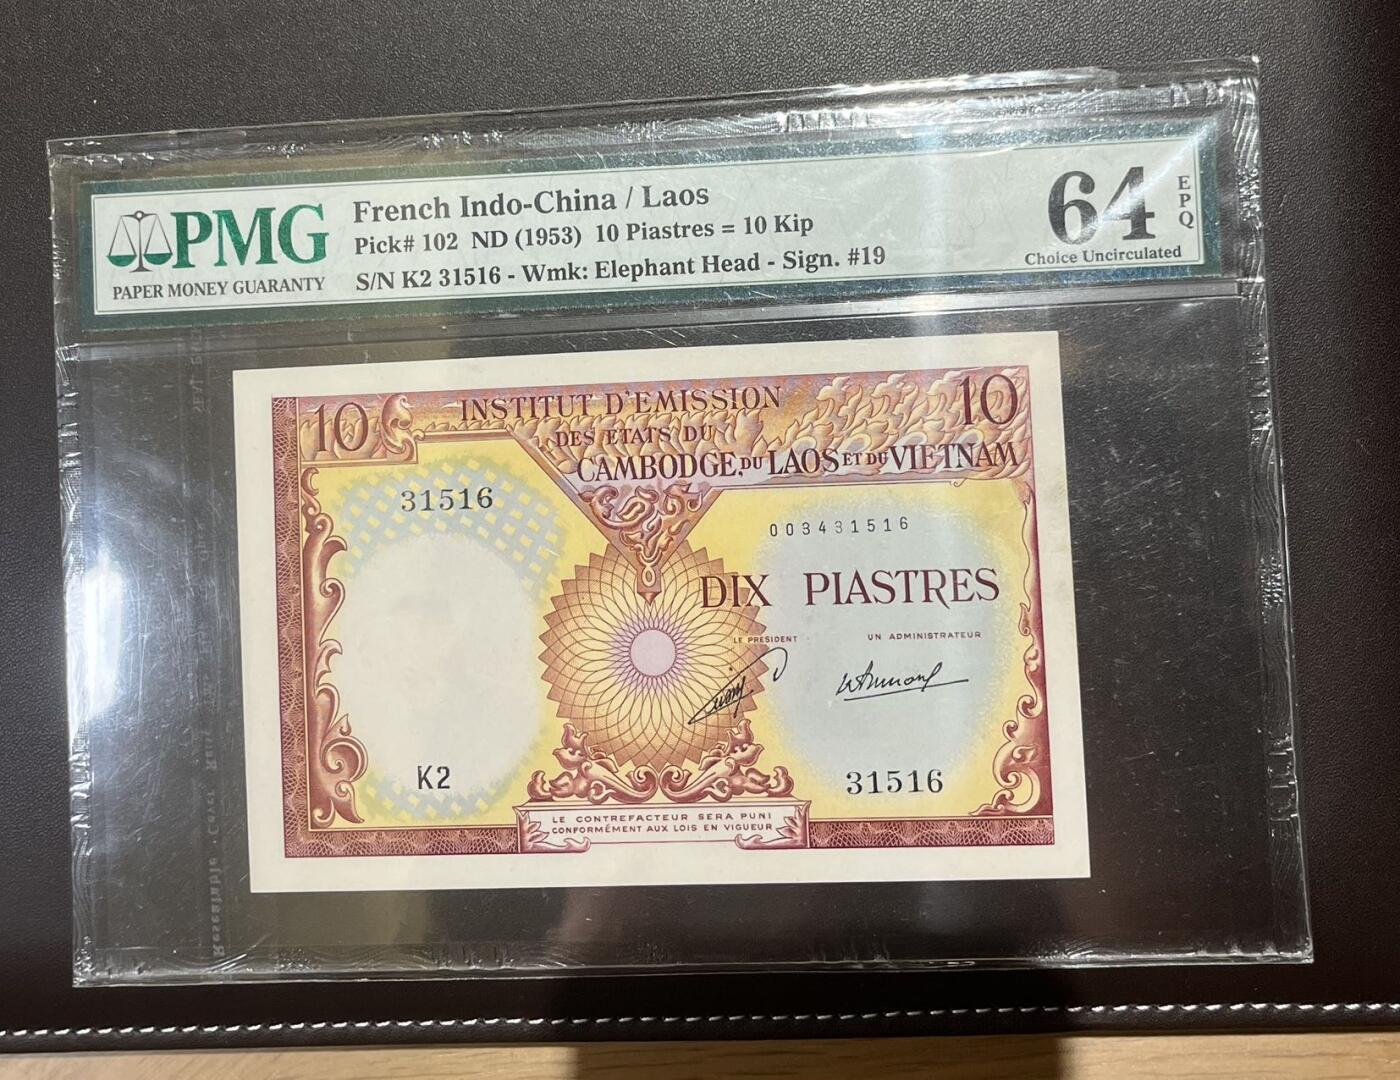 PMG
PAPER MONEY GUARANTY
French Indo-China / Laos
Pick# 102 ND (1953) 10 Piastres = 10 Kip
S/N K2 31516 - Wmk: Elephant Head - Sign. #19
64
EPQ
Choice Uncirculated
10
INSTITUT D'EMISSION
10
DES ETATS DU
CAMBODGE, DU LAOS ET DU VIETNAM
31516
003431516
DIX PIASTRES
LE PRÉSIDENT
UN ADMINISTRATEUR
K2
31516
LE CONTREFACTEUR SERA PUNI
CONFORMÉMENT AUX LOIS EN VIGUEUR